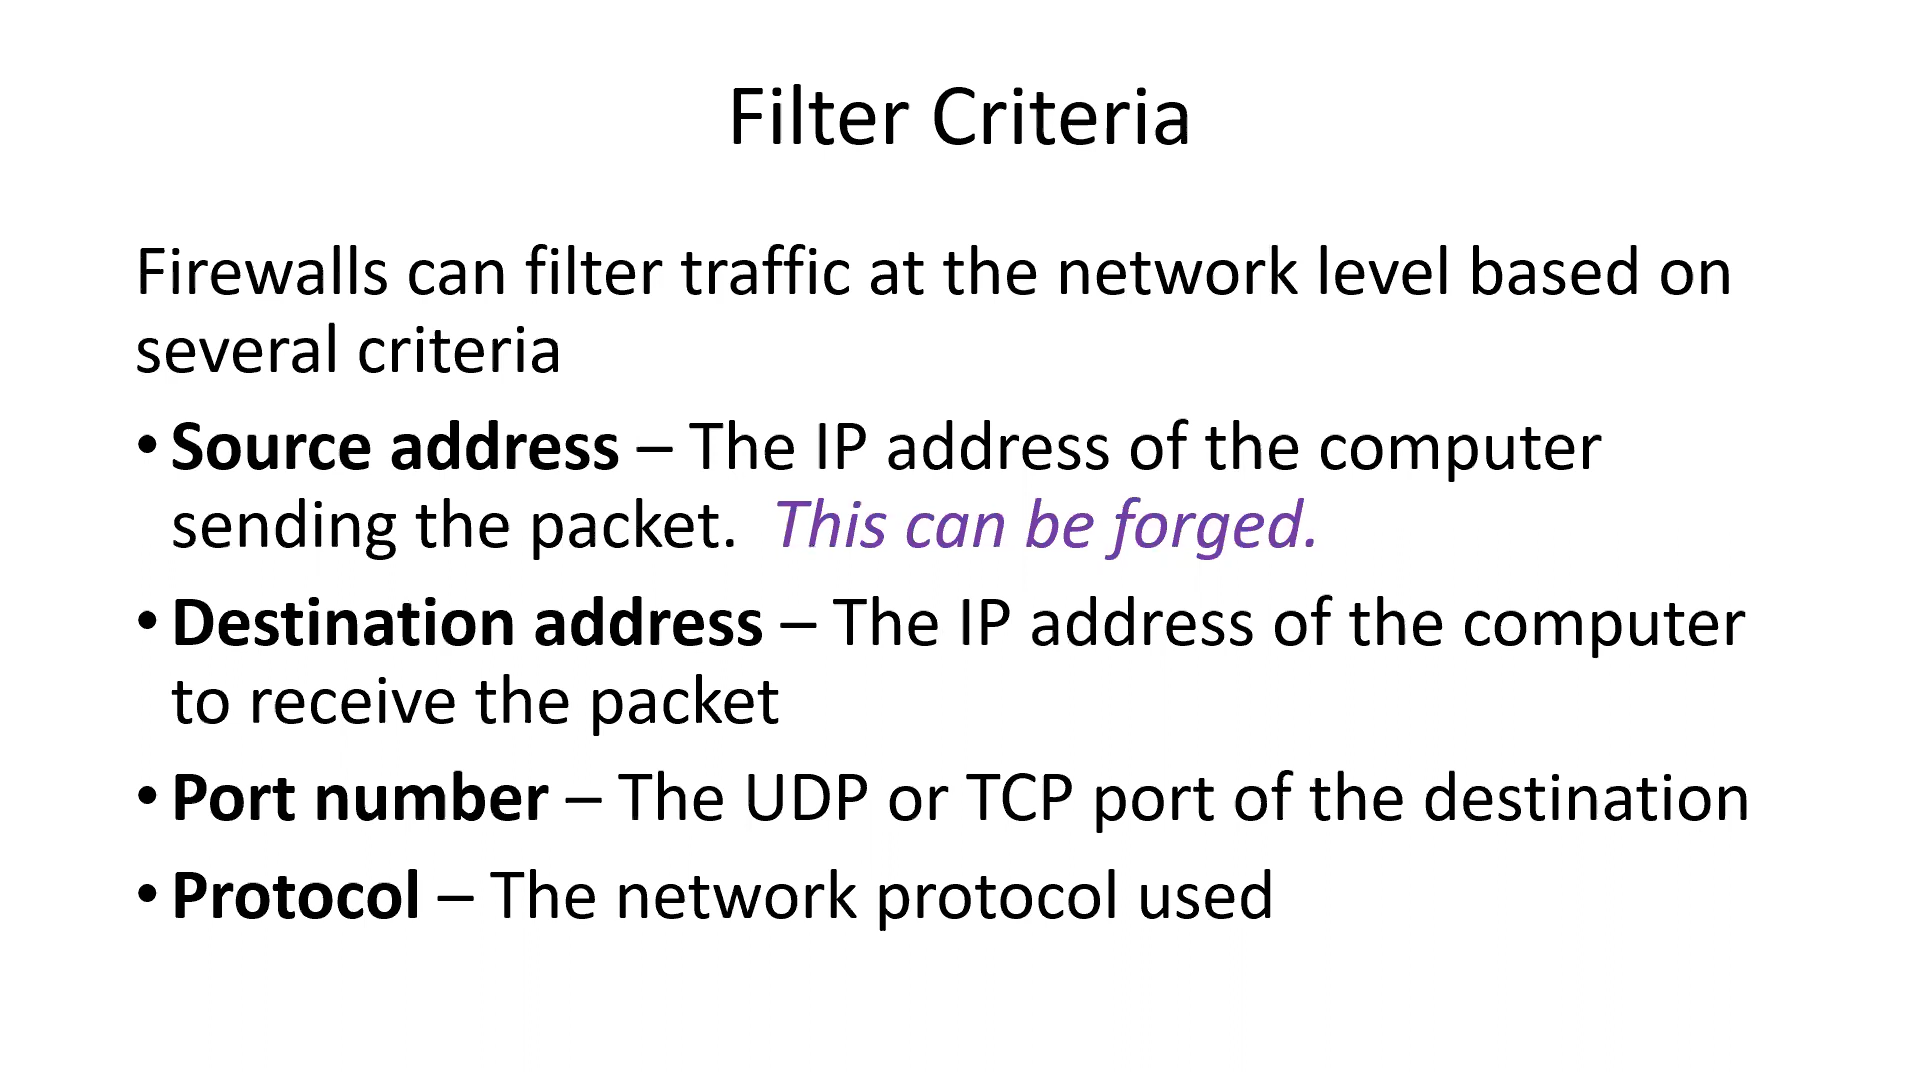 Filter Criteria
Firewalls can filter traffic at the network level based on
several criteria
• Source address – The IP address of the computer
sending the packet.  This can be forged.
• Destination address – The IP address of the computer
to receive the packet
• Port number – The UDP or TCP port of the destination
• Protocol – The network protocol used